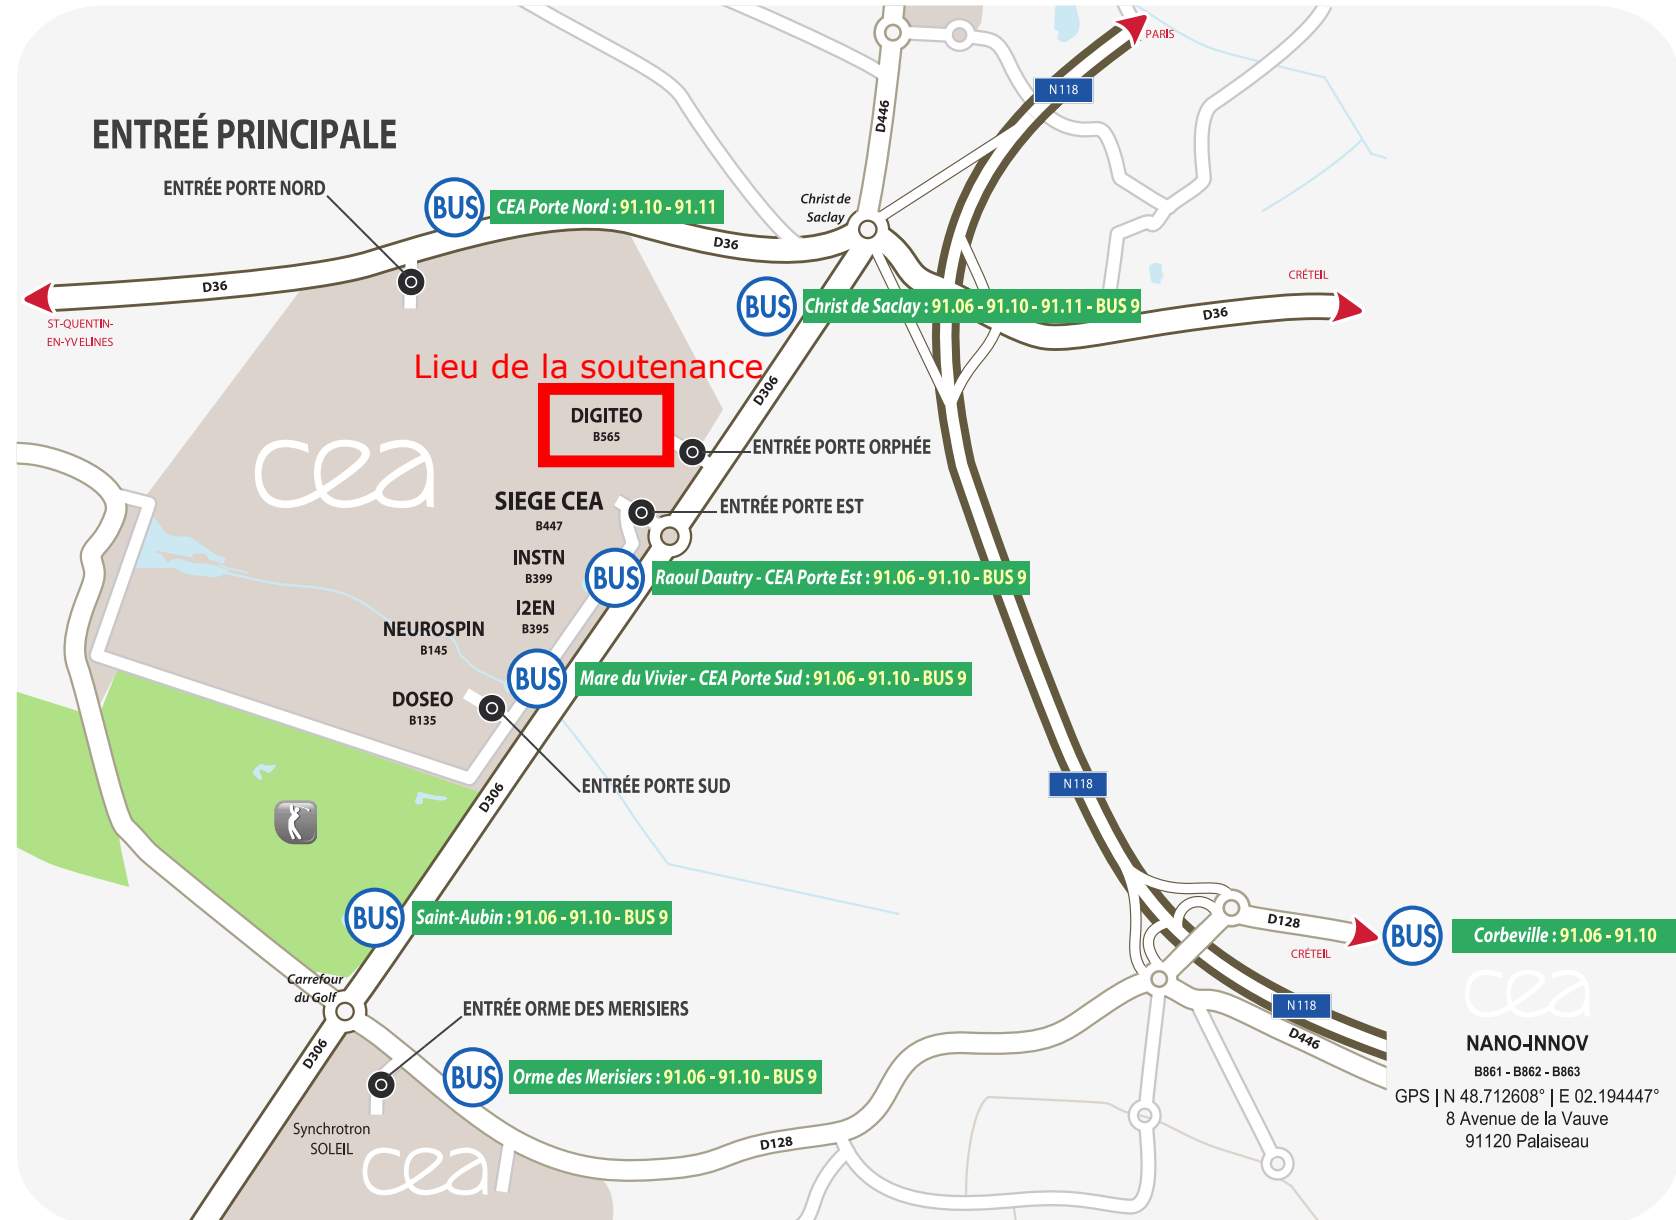 PARIS
N118
D446
ENTREÉ PRINCIPALE
ENTRÉE PORTE NORD
BUS
CEA Porte Nord : 91.10 - 91.11
Christ de
Saclay
D36
D36
ST-QUENTIN-
EN-YVELINES
CRÉTEIL
BUS
Christ de Saclay : 91.06 - 91.10 - 91.11 - BUS 9
D36
Lieu de la soutenance
D306
DIGITEO
B565
cea
ENTRÉE PORTE ORPHÉE
SIEGE CEA
B447
ENTRÉE PORTE EST
INSTN
B399
BUS
Raoul Dautry - CEA Porte Est : 91.06 - 91.10 - BUS 9
I2EN
B395
NEUROSPIN
B145
BUS
Mare du Vivier - CEA Porte Sud : 91.06 - 91.10 - BUS 9
DOSEO
B135
ENTRÉE PORTE SUD
D306
N118
BUS
Saint-Aubin : 91.06 - 91.10 - BUS 9
D128
CRÉTEIL
BUS
Corbeville : 91.06 - 91.10
Carrefour
du Golf
ENTRÉE ORME DES MERISIERS
N118
D446
cea
NANO-INNOV
B861 - B862 - B863
GPS | N 48.712608° | E 02.194447°
8 Avenue de la Vauve
91120 Palaiseau
D306
BUS
Orme des Merisiers : 91.06 - 91.10 - BUS 9
Synchrotron
SOLEIL
cea
D128